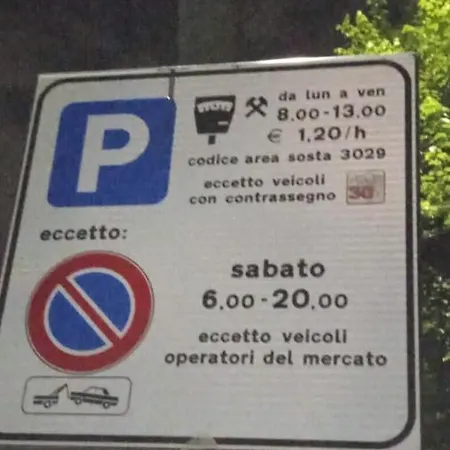 P
da lun a ven
8.00-13.00
€ 1,20/h
codice area sosta 3029
eccetto veicoli
con contrassegno 30
eccetto:
sabato
6.00-20.00
eccetto veicoli
operatori del mercato